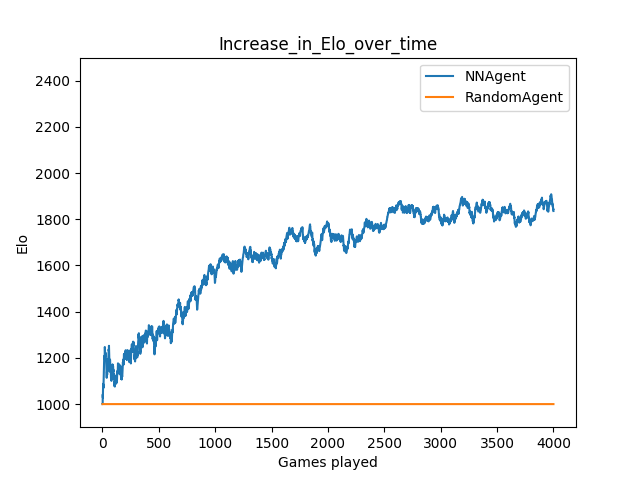 Increase_in_Elo_over_time
NNAgent
RandomAgent
2400
2200
2000
1800
1600
1400
1200
1000
Elo
0 500 1000 1500 2000 2500 3000 3500 4000
Games played